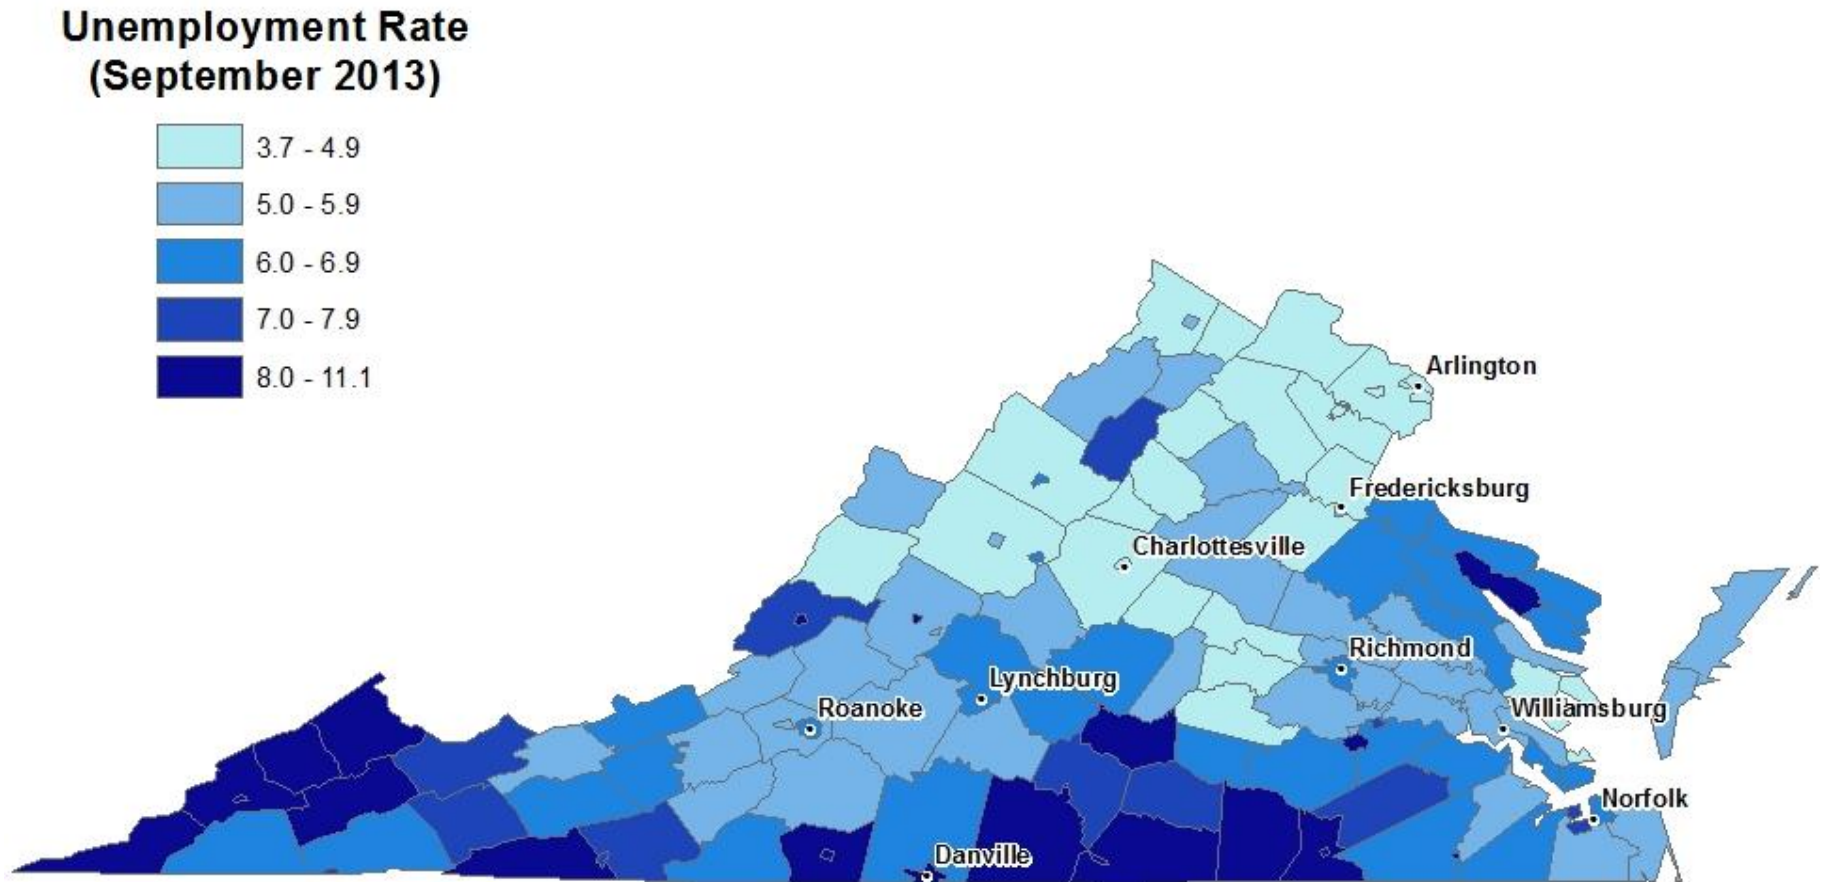 Unemployment Rate
(September 2013)
3.7 - 4.9
5.0 - 5.9
6.0 - 6.9
7.0 - 7.9
8.0 - 11.1
Arlington
Fredericksburg
Charlottesville
Richmond
Lynchburg
Roanoke
Williamsburg
Norfolk
Danville